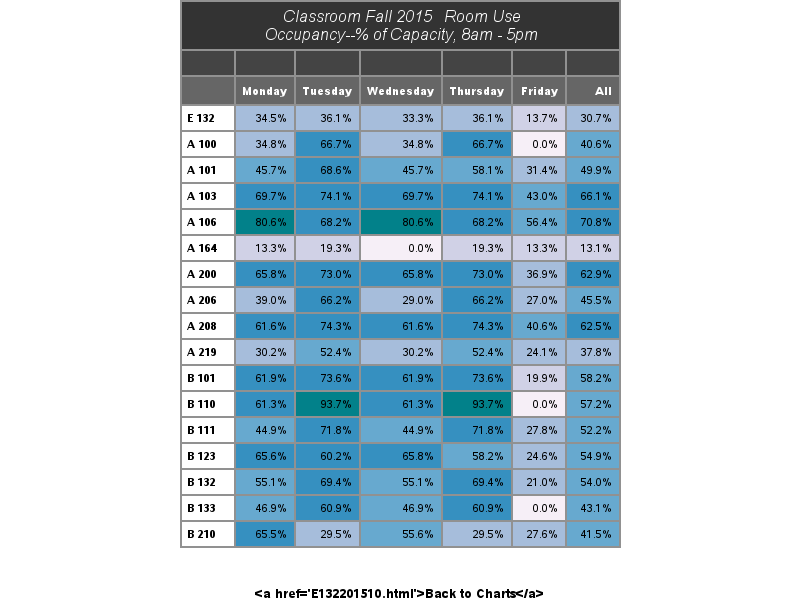 Classroom Fall 2015 Room Use
Occupancy--% of Capacity, 8am - 5pm
Monday Tuesday Wednesday Thursday Friday All
E 132 34.5% 36.1% 33.3% 36.1% 13.7% 30.7%
A 100 34.8% 66.7% 34.8% 66.7% 0.0% 40.6%
A 101 45.7% 68.6% 45.7% 58.1% 31.4% 49.9%
A 103 69.7% 74.1% 69.7% 74.1% 43.0% 66.1%
A 106 80.6% 68.2% 80.6% 68.2% 56.4% 70.8%
A 164 13.3% 19.3% 0.0% 19.3% 13.3% 13.1%
A 200 65.8% 73.0% 65.8% 73.0% 36.9% 62.9%
A 206 39.0% 66.2% 29.0% 66.2% 27.0% 45.5%
A 208 61.6% 74.3% 61.6% 74.3% 40.6% 62.5%
A 219 30.2% 52.4% 30.2% 52.4% 24.1% 37.8%
B 101 61.9% 73.6% 61.9% 73.6% 19.9% 58.2%
B 110 61.3% 93.7% 61.3% 93.7% 0.0% 57.2%
B 111 44.9% 71.8% 44.9% 71.8% 27.8% 52.2%
B 123 65.6% 60.2% 65.8% 58.2% 24.6% 54.9%
B 132 55.1% 69.4% 55.1% 69.4% 21.0% 54.0%
B 133 46.9% 60.9% 46.9% 60.9% 0.0% 43.1%
B 210 65.5% 29.5% 55.6% 29.5% 27.6% 41.5%
<a href='E132201510.html'>Back to Charts</a>